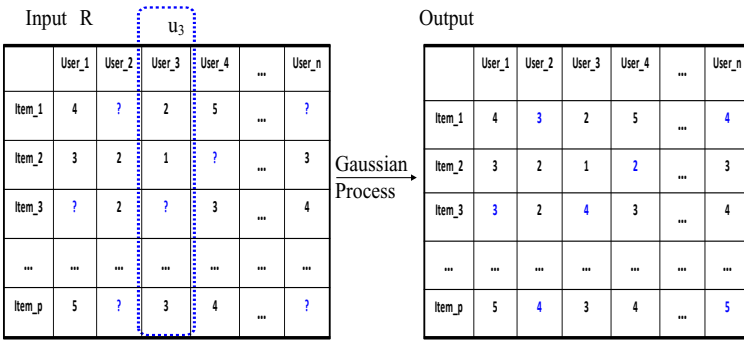 Input R
u₃
User_1 User_2 User_3 User_4 ... User_n
Item_1 4 ? 2 5 ... ?
Item_2 3 2 1 ? ... 3
Item_3 ? 2 ? 3 ... 4
... ... ... ... ... ... ...
Item_p 5 ? 3 4 ... ?
Gaussian
Process
Output
User_1 User_2 User_3 User_4 ... User_n
Item_1 4 3 2 5 ... 4
Item_2 3 2 1 2 ... 3
Item_3 3 2 4 3 ... 4
... ... ... ... ... ... ...
Item_p 5 4 3 4 ... 5